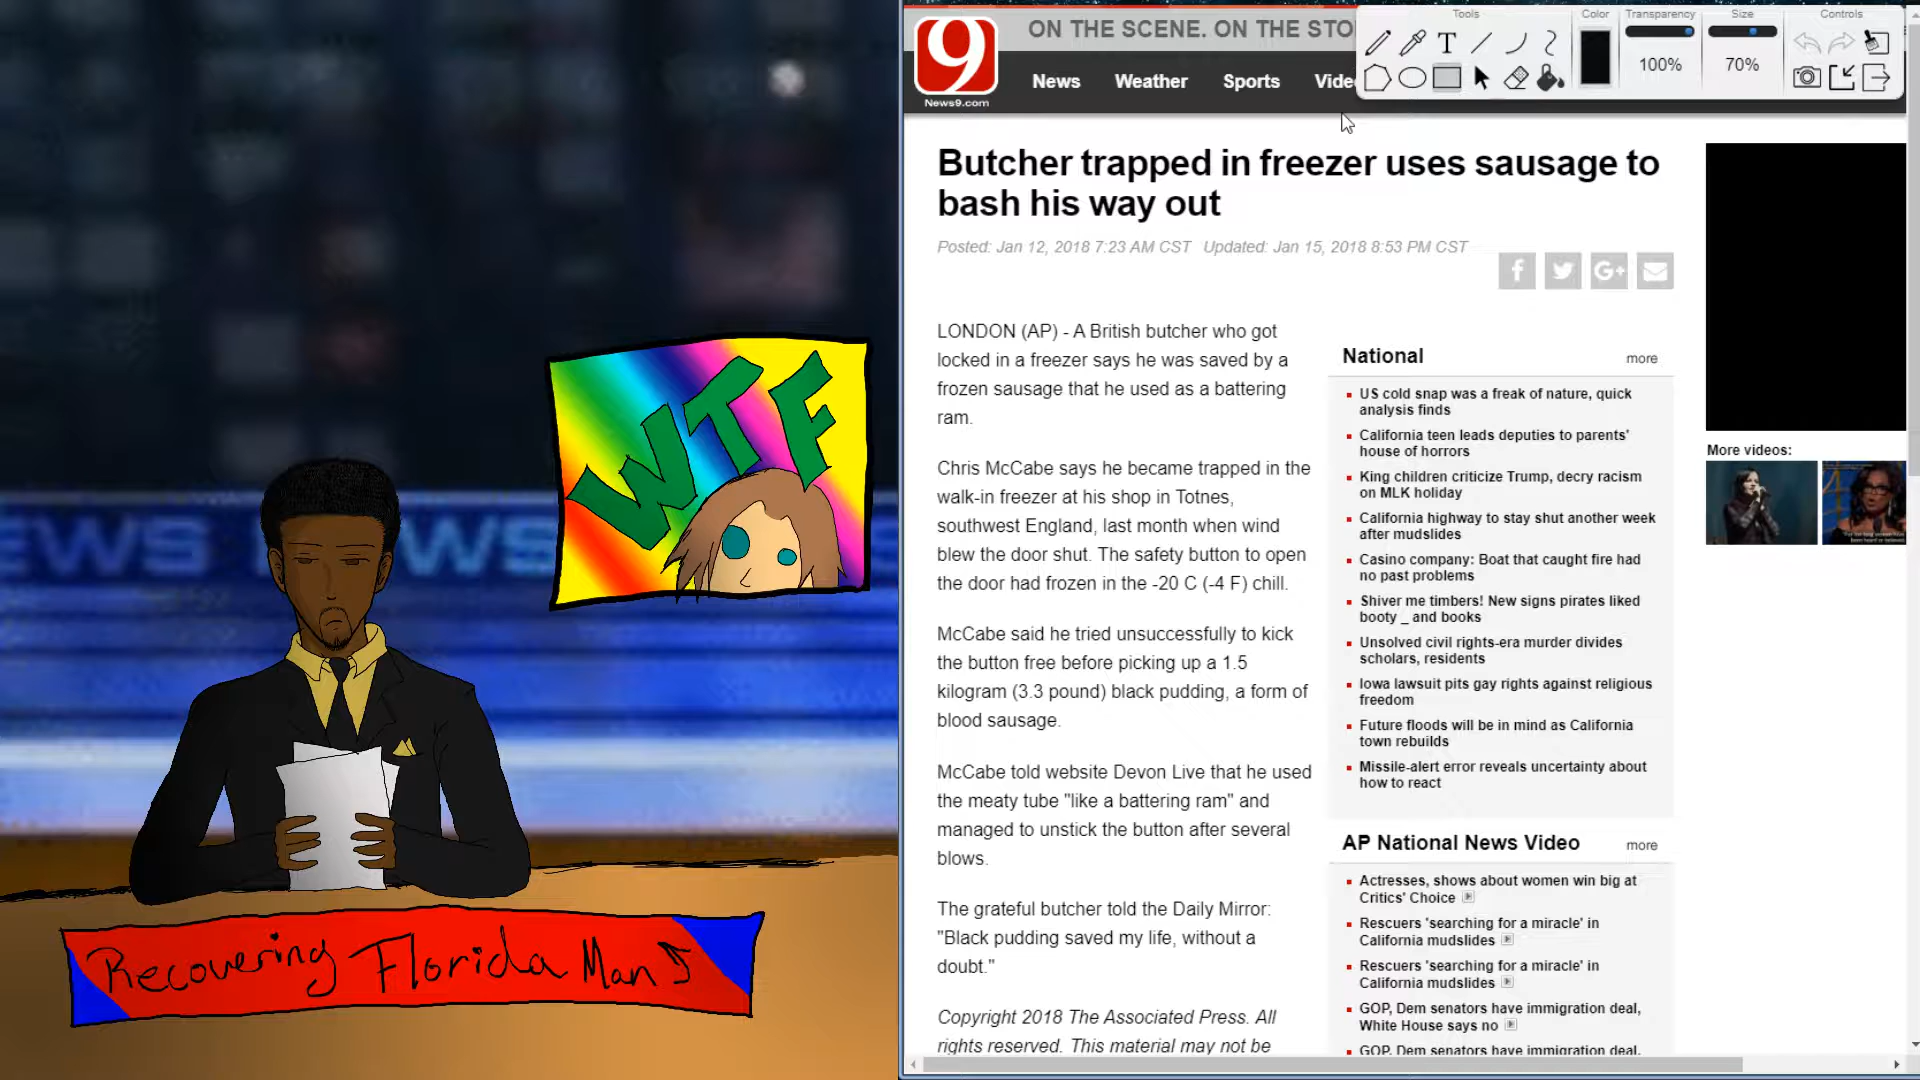 EWS NEWS
WTF
Recovering Florida Man
9
News9.com
ON THE SCENE. ON THE STO
News Weather Sports Vide
Tools Color Transparency Size Controls
T
100% 70%
Butcher trapped in freezer uses sausage to
bash his way out
Posted: Jan 12, 2018 7:23 AM CST Updated: Jan 15, 2018 8:53 PM CST
f G+
LONDON (AP) - A British butcher who got
locked in a freezer says he was saved by a
frozen sausage that he used as a battering
ram.
Chris McCabe says he became trapped in the
walk-in freezer at his shop in Totnes,
southwest England, last month when wind
blew the door shut. The safety button to open
the door had frozen in the -20 C (-4 F) chill.
McCabe said he tried unsuccessfully to kick
the button free before picking up a 1.5
kilogram (3.3 pound) black pudding, a form of
blood sausage.
McCabe told website Devon Live that he used
the meaty tube "like a battering ram" and
managed to unstick the button after several
blows.
The grateful butcher told the Daily Mirror:
"Black pudding saved my life, without a
doubt."
Copyright 2018 The Associated Press. All
rights reserved. This material may not be
National more
US cold snap was a freak of nature, quick
analysis finds
California teen leads deputies to parents'
house of horrors
King children criticize Trump, decry racism
on MLK holiday
California highway to stay shut another week
after mudslides
Casino company: Boat that caught fire had
no past problems
Shiver me timbers! New signs pirates liked
booty _ and books
Unsolved civil rights-era murder divides
scholars, residents
Iowa lawsuit pits gay rights against religious
freedom
Future floods will be in mind as California
town rebuilds
Missile-alert error reveals uncertainty about
how to react
AP National News Video more
Actresses, shows about women win big at
Critics' Choice
Rescuers 'searching for a miracle' in
California mudslides
Rescuers 'searching for a miracle' in
California mudslides
GOP, Dem senators have immigration deal,
White House says no
GOP, Dem senators have immigration deal,
More videos: